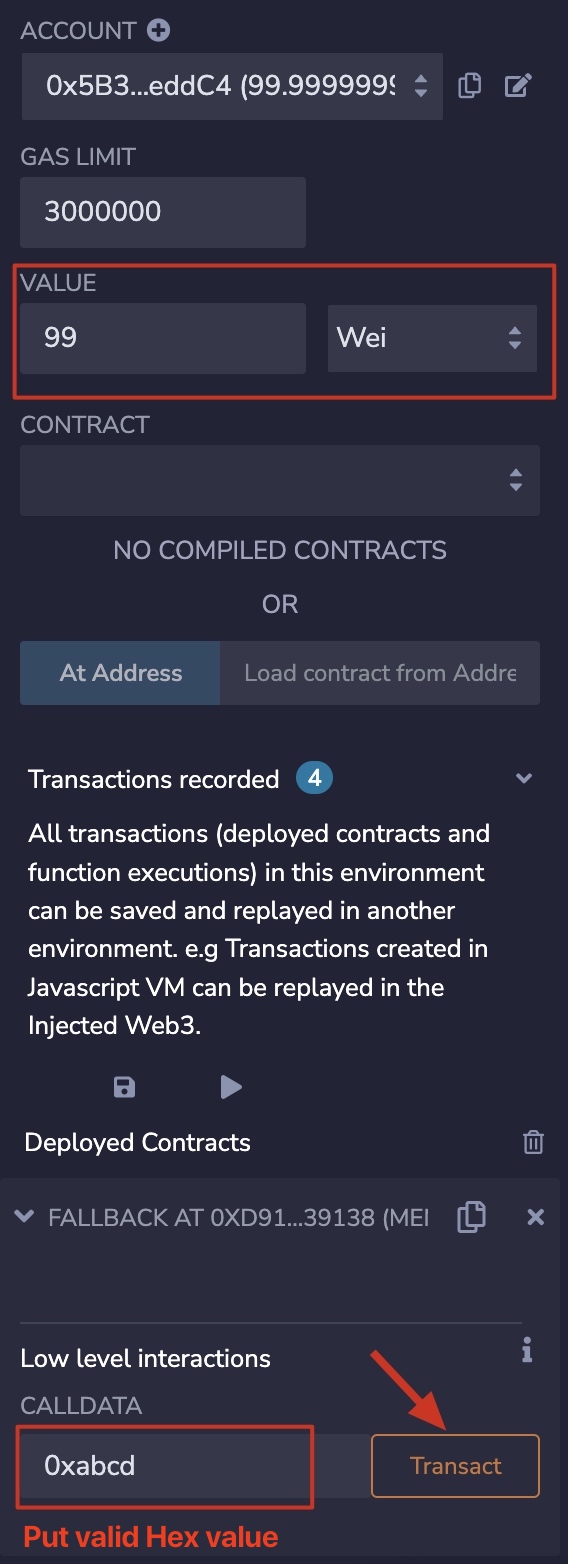 ACCOUNT
0x5B3...eddC4 (99.9999999
GAS LIMIT
3000000
VALUE
99
Wei
CONTRACT
NO COMPILED CONTRACTS
OR
At Address
Load contract from Addre
Transactions recorded 4
All transactions (deployed contracts and
function executions) in this environment
can be saved and replayed in another
environment. e.g Transactions created in
Javascript VM can be replayed in the
Injected Web3.
Deployed Contracts
FALLBACK AT 0XD91...39138 (MEI
Low level interactions
CALLDATA
0xabcd
Transact
Put valid Hex value